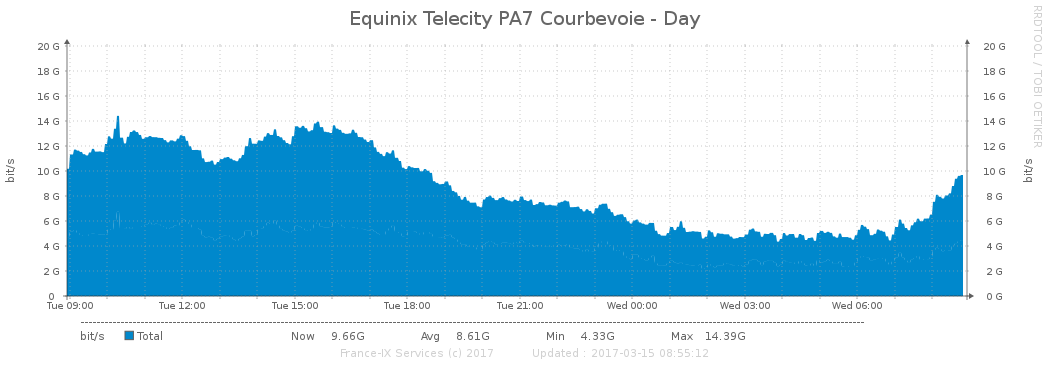 Equinix Telecity PA7 Courbevoie - Day
RRDTOOL / TOBI OETIKER
bit/s
20 G
18 G
16 G
14 G
12 G
10 G
8 G
6 G
4 G
2 G
0
20 G
18 G
16 G
14 G
12 G
10 G
8 G
6 G
4 G
2 G
0 G
bit/s
Tue 09:00 Tue 12:00 Tue 15:00 Tue 18:00 Tue 21:00 Wed 00:00 Wed 03:00 Wed 06:00
bit/s Total Now 9.66G Avg 8.61G Min 4.33G Max 14.39G
France-IX Services (c) 2017 Updated : 2017-03-15 08:55:12